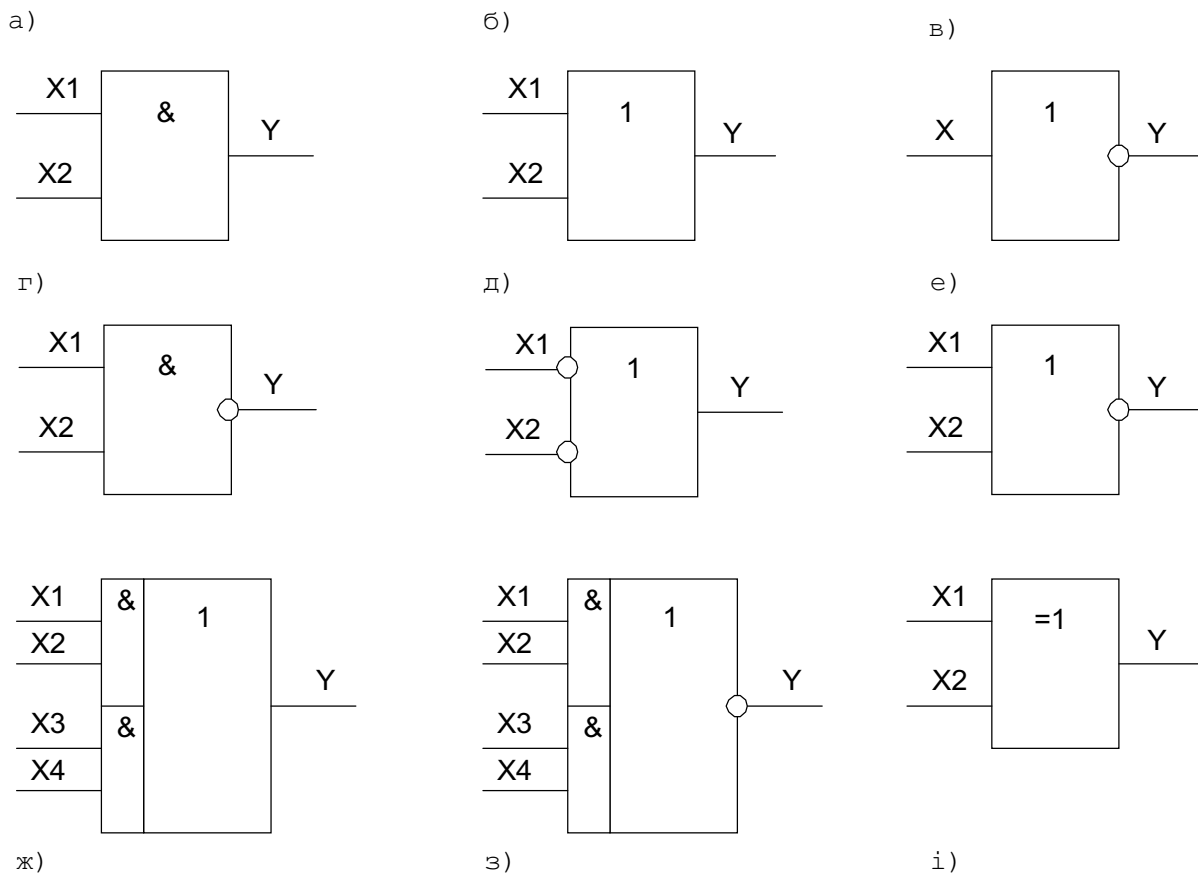 а) б) в)
X1 & Y X1 1 Y X 1 Y
X2 X2
г) д) е)
X1 & Y X1 1 Y X1 1 Y
X2 X2 X2
X1 & 1 X1 & 1 X1 =1
X2 Y X2 Y X2 Y
X3 & X3 &
X4 X4
ж) з) і)